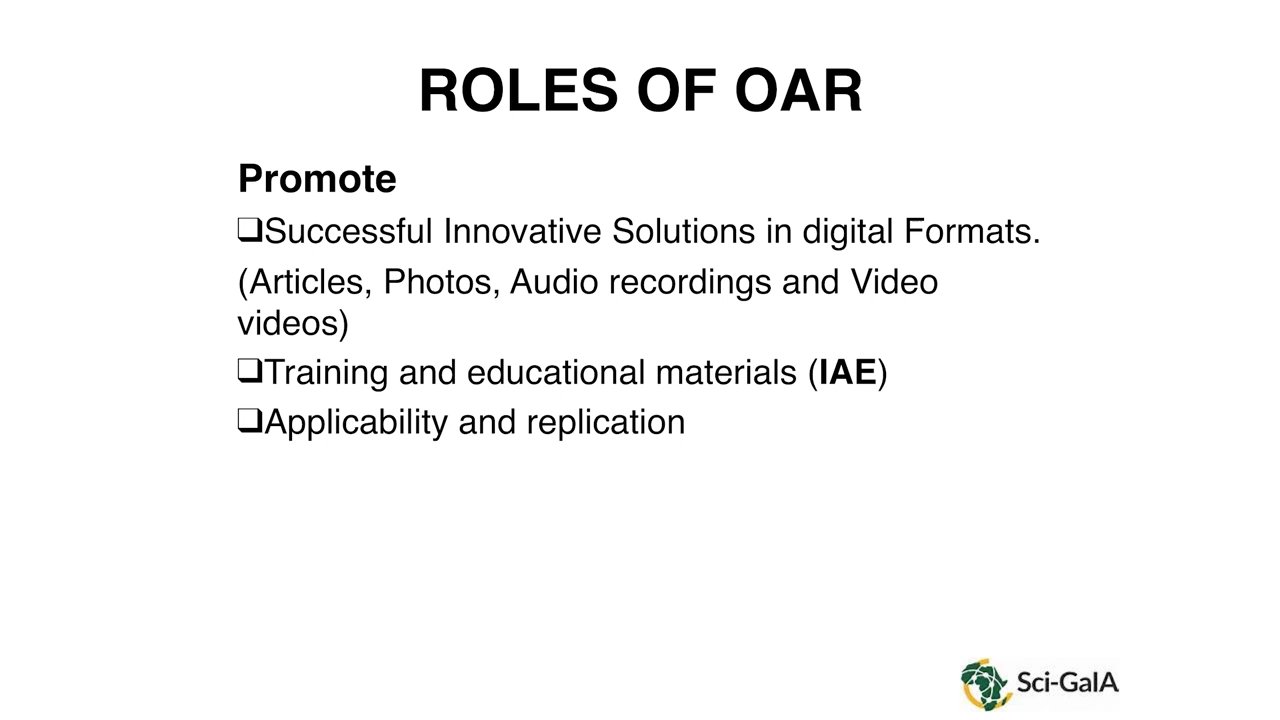 ROLES OF OAR
Promote
❑Successful Innovative Solutions in digital Formats.
(Articles, Photos, Audio recordings and Video
videos)
❑Training and educational materials (IAE)
❑Applicability and replication
Sci-GaIA